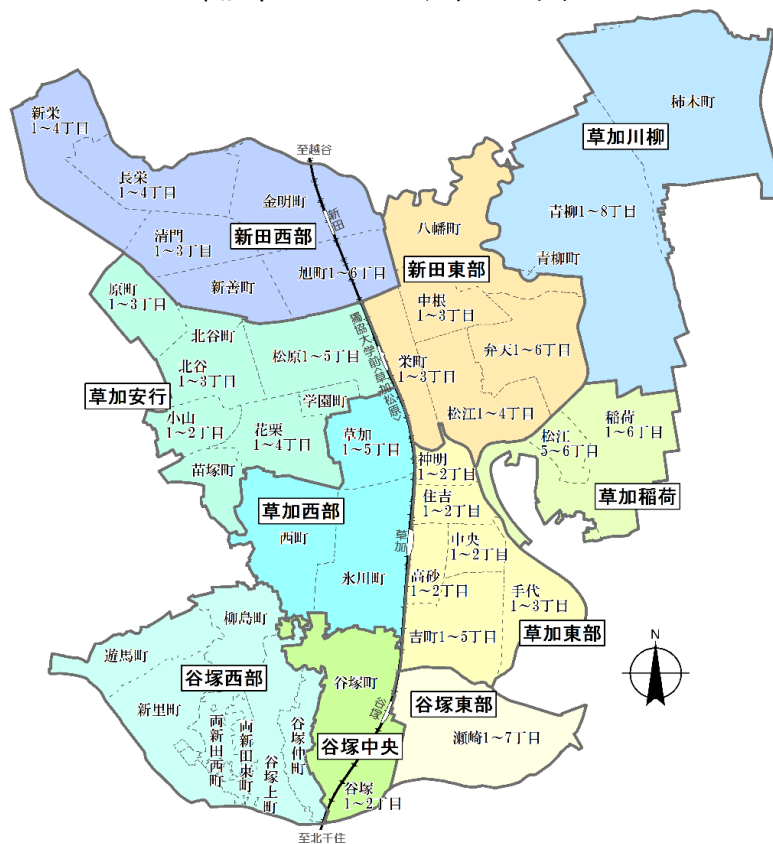 柿木町
新栄
1～4丁目
草加川柳
至越谷
長栄
1～4丁目
金明町
青柳1～8丁目
新田
八幡町
清門
1～3丁目
新田西部
青柳町
新田東部
旭町1～6丁目
新善町
原町
1～3丁目
中根
1～3丁目
北谷町
獨協大学前〈草加松原〉
弁天1～6丁目
松原1～5丁目
栄町
1～3丁目
北谷
1～3丁目
草加安行
学園町
小山
1～2丁目
花栗
1～4丁目
松江1～4丁目
稲荷
1～6丁目
草加
1～5丁目
松江
5～6丁目
神明
1～2丁目
苗塚町
草加稲荷
住吉
1～2丁目
草加西部
西町
草加
中央
1～2丁目
氷川町
高砂
1～2丁目
手代
1～3丁目
柳島町
吉町1～5丁目
草加東部
N
遊馬町
谷塚西部
谷塚町
谷塚東部
谷塚
新里町
両新田西町
両新田東町
谷塚上町
谷塚仲町
谷塚中央
瀬崎1～7丁目
谷塚
1～2丁目
至北千住